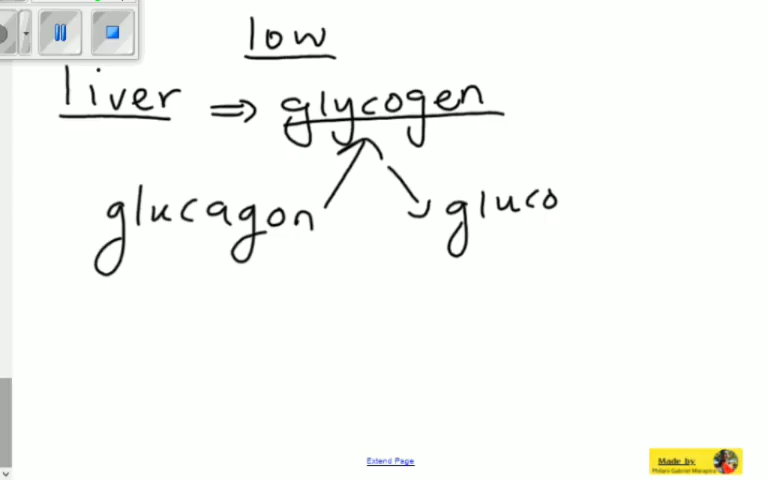 low
liver ⇒ glycogen
glucagon gluco
Extend Page
Made by